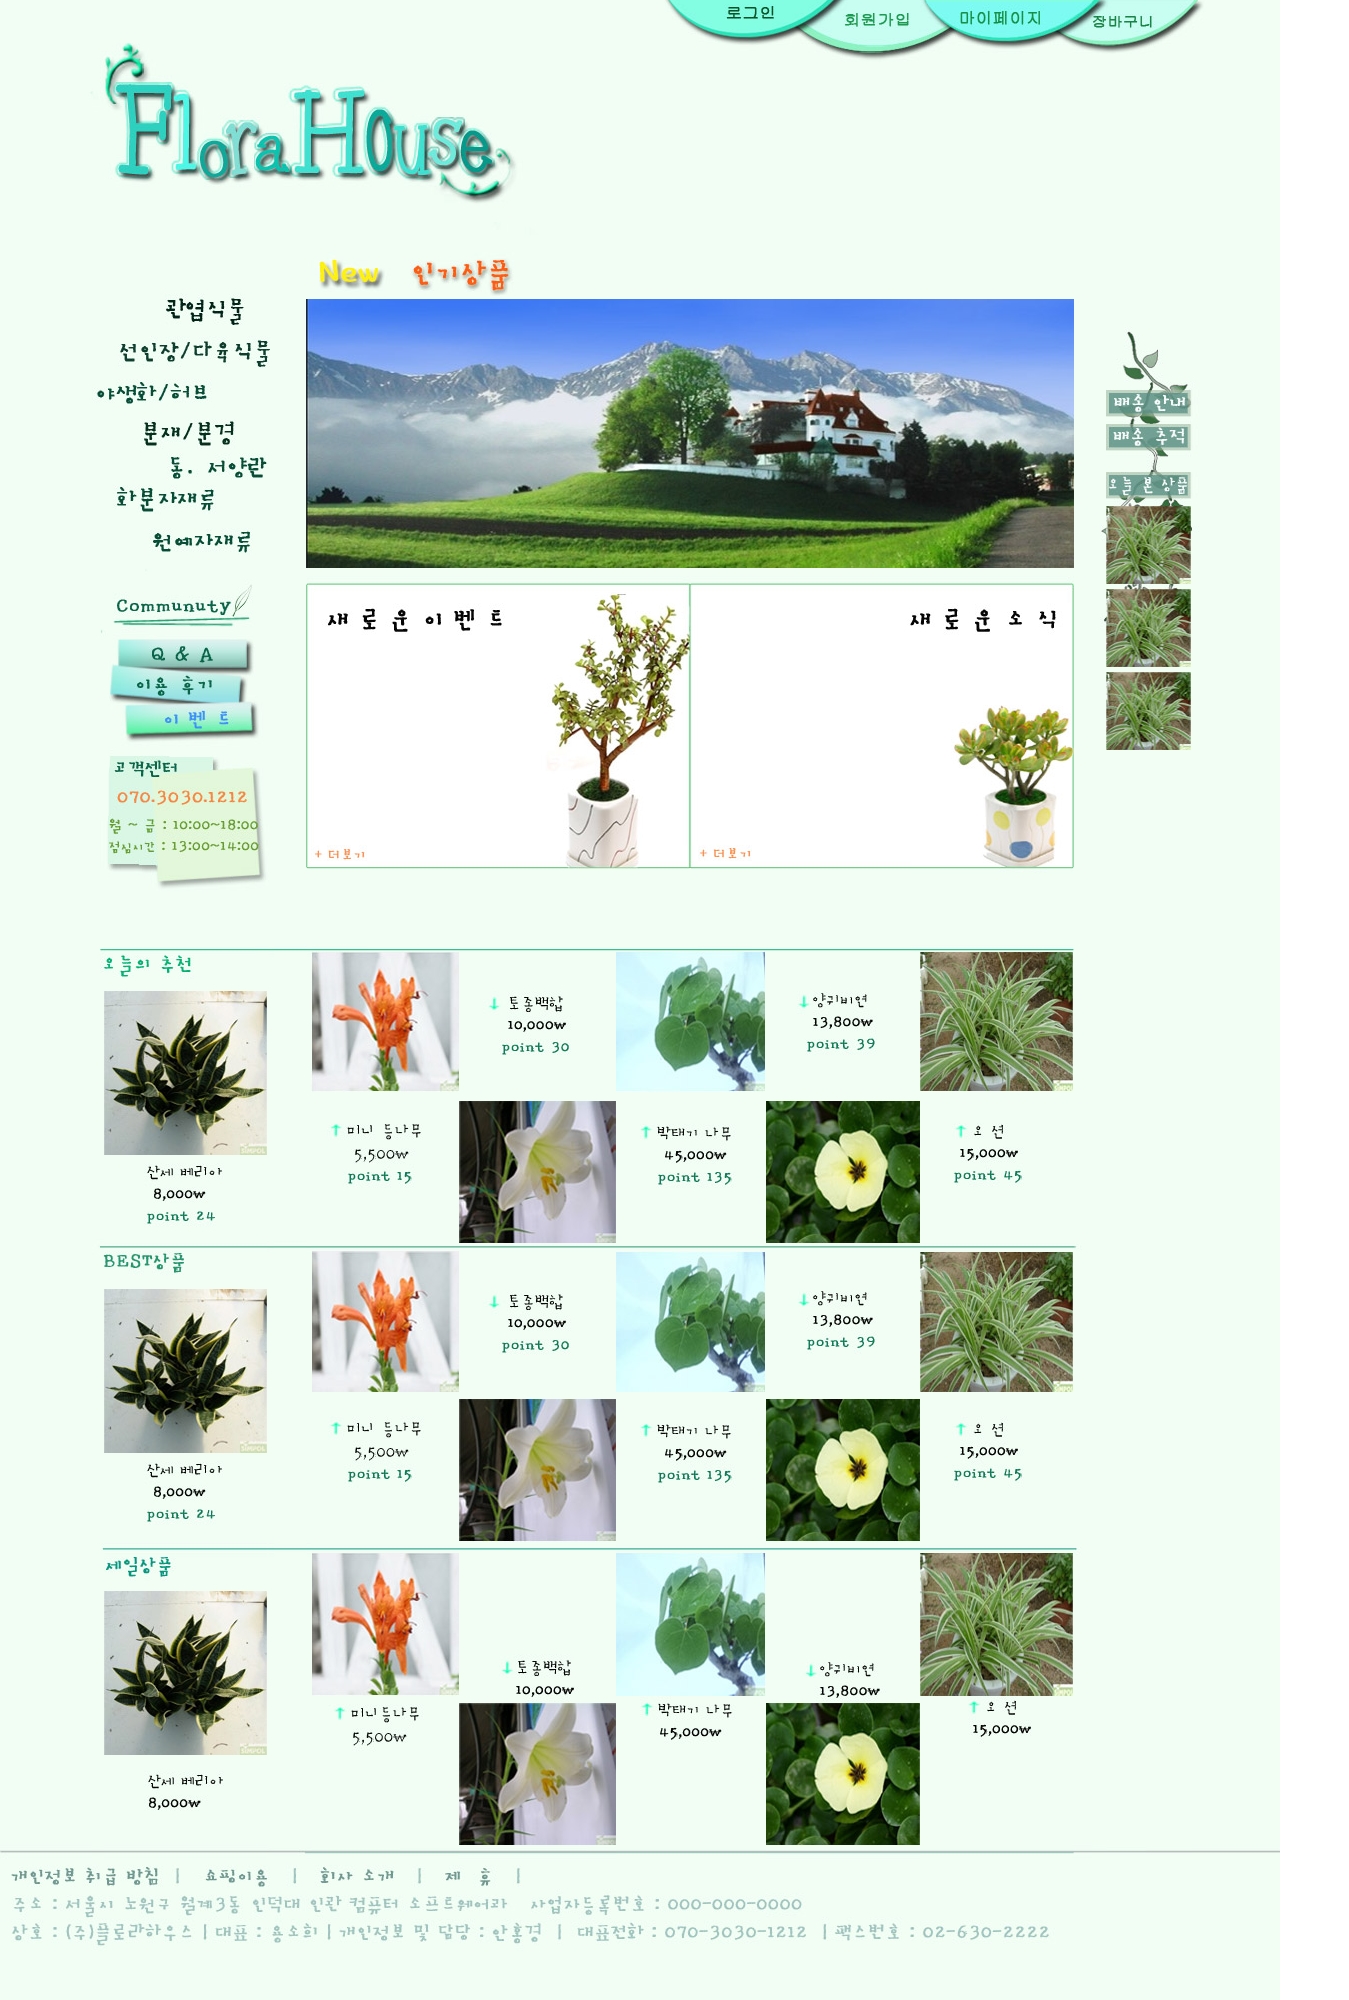 로그인
회원가입
마이페이지
장바구니
Flora House
New 인기상품
관엽식물
선인장/다육식물
야생화/허브
분재/분경
동. 서양란
화분자재류
원예자재류
Communuty
Q & A
이용 후기
이 벤 트
고객센터
070.3030.1212
월 ~ 금 : 10:00~18:00
점심시간 : 13:00~14:00
새 로 운 이 벤 트
+ 더보기
새 로 운 소 식
+ 더보기
배송 안내
배송 추적
오늘 본 상품
오늘의 추천
산세 베리아
8,000w
point 24
↓ 토종백합
10,000w
point 30
↓ 양귀비연
13,800w
point 39
↑ 미니 등나무
5,500w
point 15
↑ 박태기 나무
45,000w
point 135
↑ 오 션
15,000w
point 45
BEST상품
산세 베리아
8,000w
point 24
↓ 토종백합
10,000w
point 30
↓ 양귀비연
13,800w
point 39
↑ 미니 등나무
5,500w
point 15
↑ 박태기 나무
45,000w
point 135
↑ 오 션
15,000w
point 45
세일상품
산세 베리아
8,000w
↓ 토종백합
10,000w
↓ 양귀비연
13,800w
↑ 미니등나무
5,500w
↑ 박태기 나무
45,000w
↑ 오 션
15,000w
개인정보 취급 방침 | 쇼핑이용 | 회사 소개 | 제 휴 |
주소 : 서울시 노원구 월계3동 인덕대 인관 컴퓨터 소프트웨어과 사업자등록번호 : 000-000-0000
상호 : (주)플로라하우스 | 대표 : 용소희 | 개인정보 및 담당 : 안홍경 | 대표전화 : 070-3030-1212 | 팩스번호 : 02-630-2222